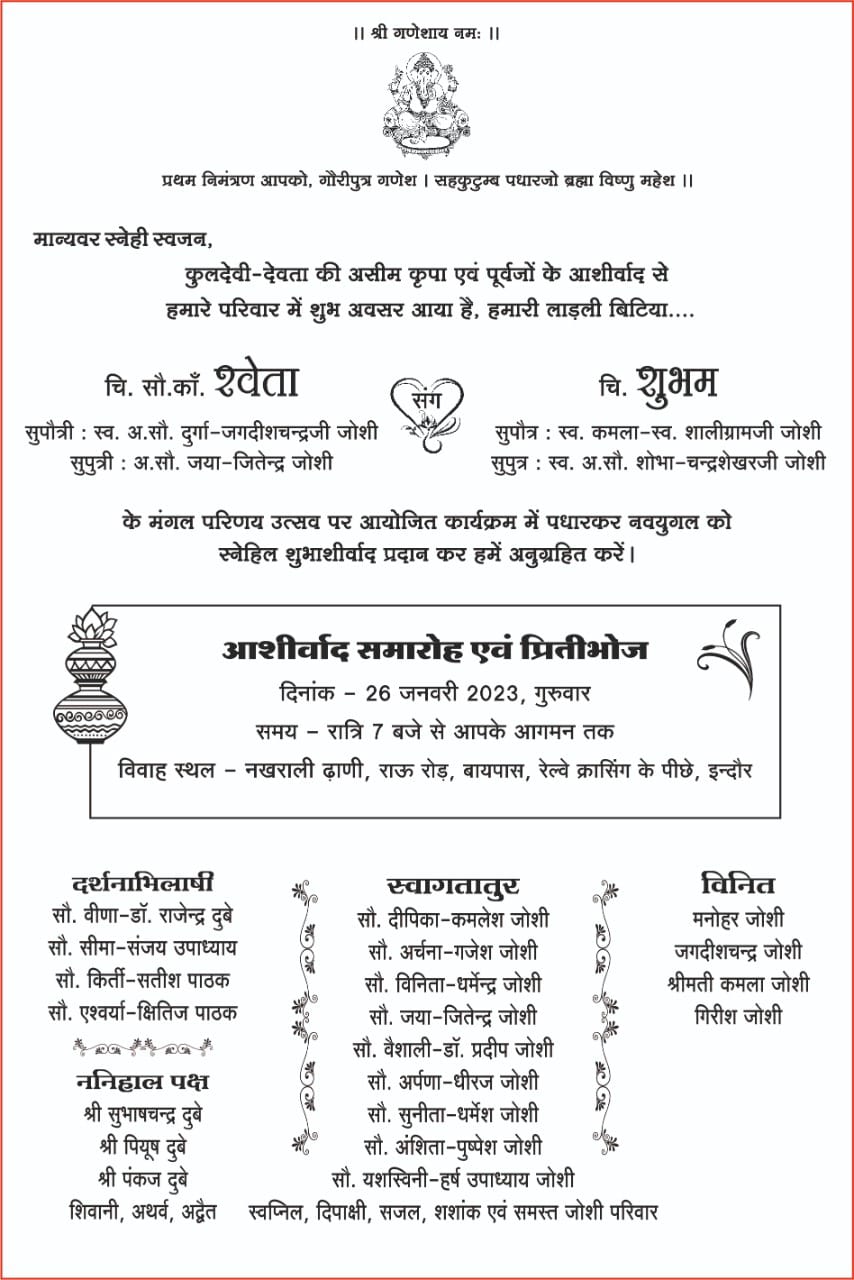 ।। श्री गणेशाय नमः ।।
प्रथम निमंत्रण आपको, गौरीपुत्र गणेश । सहकुटुम्ब पधारजो ब्रह्मा विष्णु महेश ।।
मान्यवर स्नेही स्वजन,
कुलदेवी-देवता की असीम कृपा एवं पूर्वजों के आशीर्वाद से
हमारे परिवार में शुभ अवसर आया है, हमारी लाड़ली बिटिया....
चि. सौ.काँ. श्वेता
सुपौत्री : स्व. अ.सौ. दुर्गा-जगदीशचन्द्रजी जोशी
सुपुत्री : अ.सौ. जया-जितेन्द्र जोशी
संग
चि. शुभम
सुपौत्र : स्व. कमला-स्व. शालीग्रामजी जोशी
सुपुत्र : स्व. अ.सौ. शोभा-चन्द्रशेखरजी जोशी
के मंगल परिणय उत्सव पर आयोजित कार्यक्रम में पधारकर नवयुगल को
स्नेहिल शुभाशीर्वाद प्रदान कर हमें अनुग्रहित करें।
आशीर्वाद समारोह एवं प्रितीभोज
दिनांक - 26 जनवरी 2023, गुरुवार
समय - रात्रि 7 बजे से आपके आगमन तक
विवाह स्थल - नखराली ढ़ाणी, राऊ रोड़, बायपास, रेल्वे क्रासिंग के पीछे, इन्दौर
दर्शनाभिलाषी
सौ. वीणा-डॉ. राजेन्द्र दुबे
सौ. सीमा-संजय उपाध्याय
सौ. किर्ती-सतीश पाठक
सौ. एश्वर्या-क्षितिज पाठक
ननिहाल पक्ष
श्री सुभाषचन्द्र दुबे
श्री पियूष दुबे
श्री पंकज दुबे
शिवानी, अथर्व, अद्वैत
स्वागतातुर
सौ. दीपिका-कमलेश जोशी
सौ. अर्चना-गजेश जोशी
सौ. विनिता-धर्मेन्द्र जोशी
सौ. जया-जितेन्द्र जोशी
सौ. वैशाली-डॉ. प्रदीप जोशी
सौ. अर्पणा-धीरज जोशी
सौ. सुनीता-धर्मेश जोशी
सौ. अंशिता-पुष्पेश जोशी
सौ. यशस्विनी-हर्ष उपाध्याय जोशी
स्वप्निल, दिपाक्षी, सजल, शशांक एवं समस्त जोशी परिवार
विनित
मनोहर जोशी
जगदीशचन्द्र जोशी
श्रीमती कमला जोशी
गिरीश जोशी